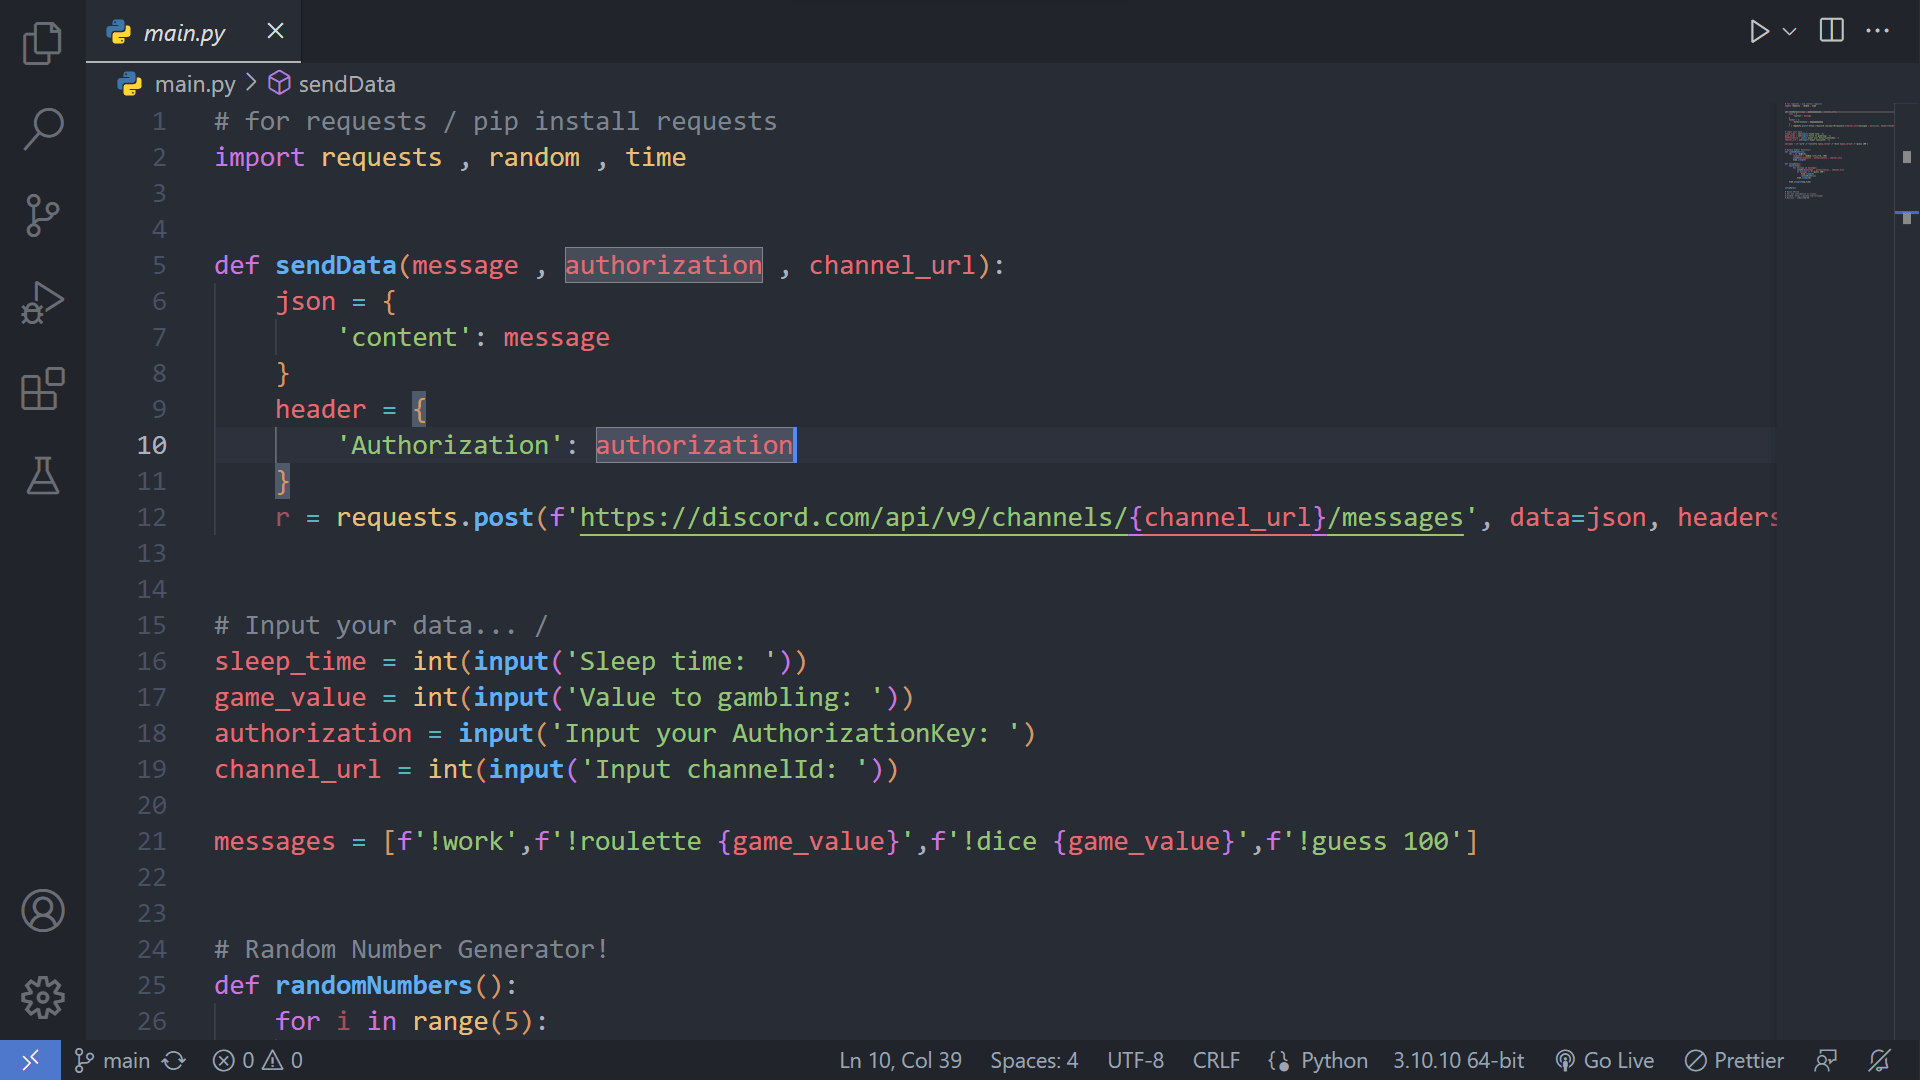 main.py
main.py > sendData
1 # for requests / pip install requests
2 import requests , random , time
3
4
5 def sendData(message , authorization , channel_url):
6     json = {
7         'content': message
8     }
9     header = {
10         'Authorization': authorization
11     }
12     r = requests.post(f'https://discord.com/api/v9/channels/{channel_url}/messages', data=json, headers
13
14
15 # Input your data... /
16 sleep_time = int(input('Sleep time: '))
17 game_value = int(input('Value to gambling: '))
18 authorization = input('Input your AuthorizationKey: ')
19 channel_url = int(input('Input channelId: '))
20
21 messages = [f'!work',f'!roulette {game_value}',f'!dice {game_value}',f'!guess 100']
22
23
24 # Random Number Generator!
25 def randomNumbers():
26     for i in range(5):
main 0 0 Ln 10, Col 39 Spaces: 4 UTF-8 CRLF Python 3.10.10 64-bit Go Live Prettier